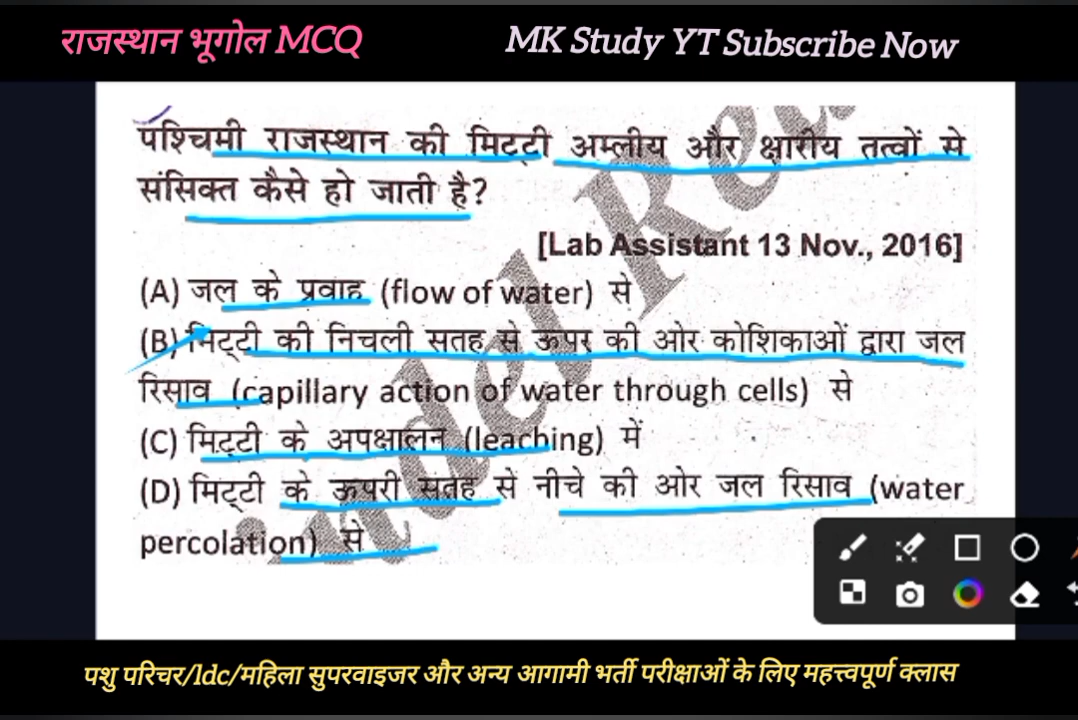 राजस्थान भूगोल MCQ
MK Study YT Subscribe Now
पश्चिमी राजस्थान की मिट्टी अम्लीय और क्षारीय तत्वों से
संसिक्त कैसे हो जाती है?
[Lab Assistant 13 Nov., 2016]
(A) जल के प्रवाह (flow of water) से
(B) मिट्टी की निचली सतह से ऊपर की ओर कोशिकाओं द्वारा जल
रिसाव (capillary action of water through cells) से
(C) मिट्टी के अपक्षालन (leaching) में
(D) मिट्टी के ऊपरी सतह से नीचे की ओर जल रिसाव (water
percolation) से
पशु परिचर/ldc/महिला सुपरवाइजर और अन्य आगामी भर्ती परीक्षाओं के लिए महत्त्वपूर्ण क्लास